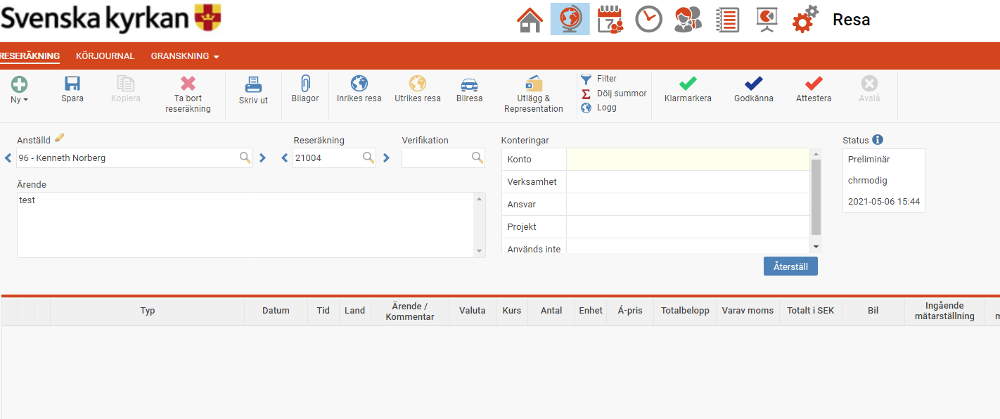 Svenska kyrkan
7
Resa
RESERÄKNING KÖRJOURNAL GRANSKNING
Ny
Spara
Kopiera
Ta bort
reseräkning
Skriv ut
Bilagor
Inrikes resa
Utrikes resa
Bilresa
Utlägg &
Representation
Filter
Dölj summor
Logg
Klarmarkera
Godkänna
Attestera
Avslå
Anställd
96 - Kenneth Norberg
Reseräkning
21004
Verifikation
Ärende
test
Konteringar
Konto
Verksamhet
Ansvar
Projekt
Används inte
Återställ
Status
Preliminär
chrmodig
2021-05-06 15:44
Typ
Datum
Tid
Land
Ärende /
Kommentar
Valuta
Kurs
Antal
Enhet
Á-pris
Totalbelopp
Varav moms
Totalt i SEK
Bil
Ingående
mätarställning